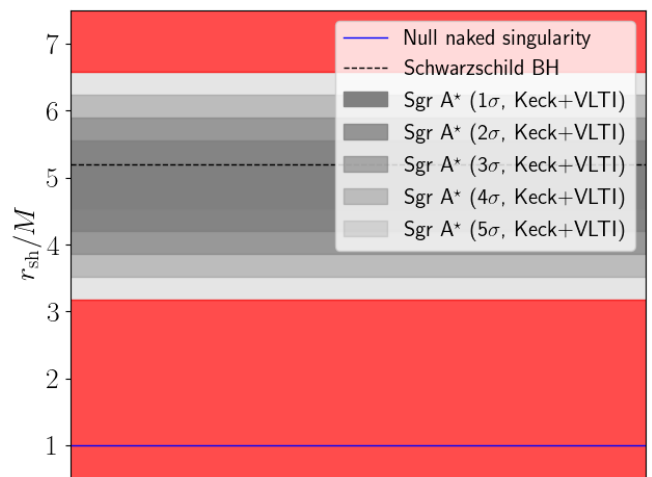 7
6
5
4
3
2
1
r_sh/M
Null naked singularity
Schwarzschild BH
Sgr A⋆ (1σ, Keck+VLTI)
Sgr A⋆ (2σ, Keck+VLTI)
Sgr A⋆ (3σ, Keck+VLTI)
Sgr A⋆ (4σ, Keck+VLTI)
Sgr A⋆ (5σ, Keck+VLTI)